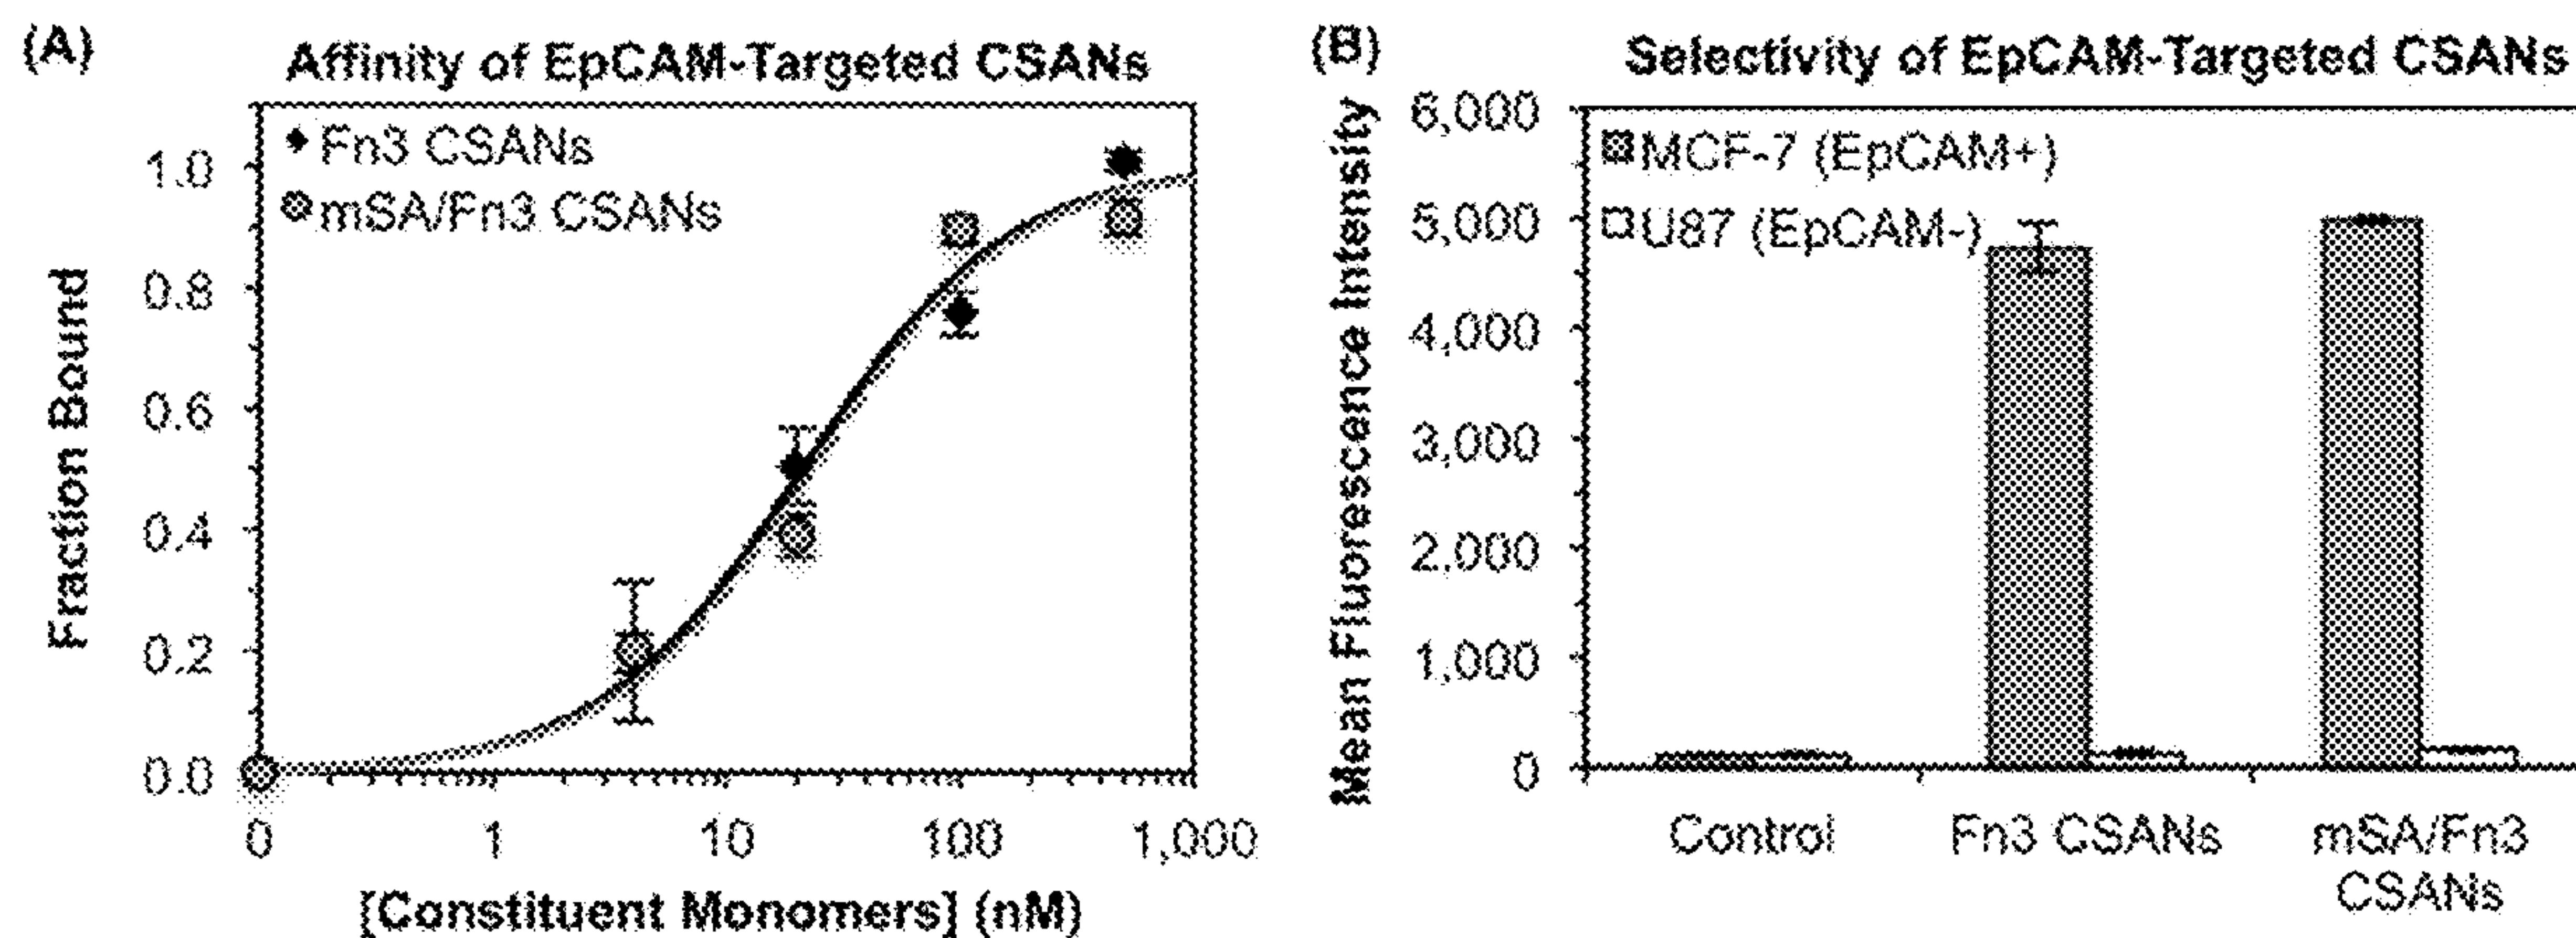 (A)
Affinity of EpCAM-Targeted CSANs
Fn3 CSANs
mSA/Fn3 CSANs
Fraction Bound
1.0
0.8
0.6
0.4
0.2
0.0
0 1 10 100 1,000
[Constituent Monomers] (nM)
(B)
Selectivity of EpCAM-Targeted CSANs
MCF-7 (EpCAM+)
U87 (EpCAM-)
Mean Fluorescence Intensity
6,000
5,000
4,000
3,000
2,000
1,000
0
Control Fn3 CSANs mSA/Fn3
CSANs